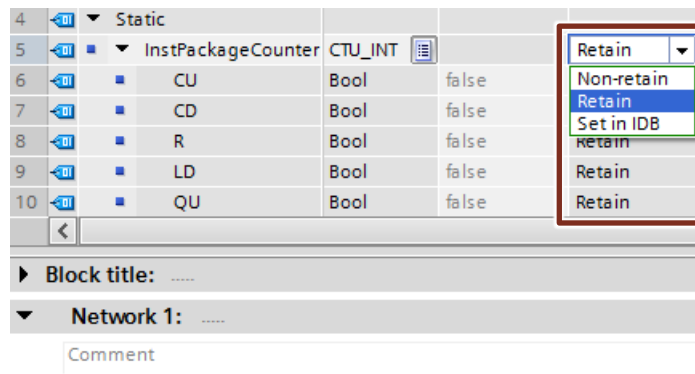 4 Static
5 InstPackageCounter CTU_INT Retain
Non-retain
Retain
Set in IDB
6 CU Bool false
7 CD Bool false
8 R Bool false Retain
9 LD Bool false Retain
10 QU Bool false Retain
Block title: .....
Network 1: .....
Comment